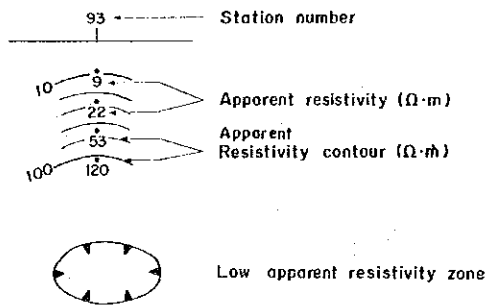 93 Station number
10
9
22
Apparent resistivity (Ω·m)
53
Apparent
Resistivity contour (Ω·m)
100
120
Low apparent resistivity zone